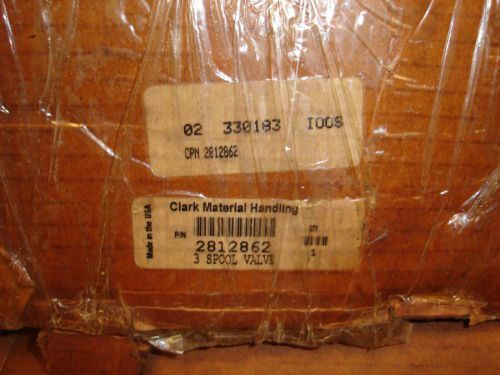 02 330183 I00S
CPN 2812862
Made in the USA
Clark Material Handling
P/N
QTY
2812862
1
3 SPOOL VALVE